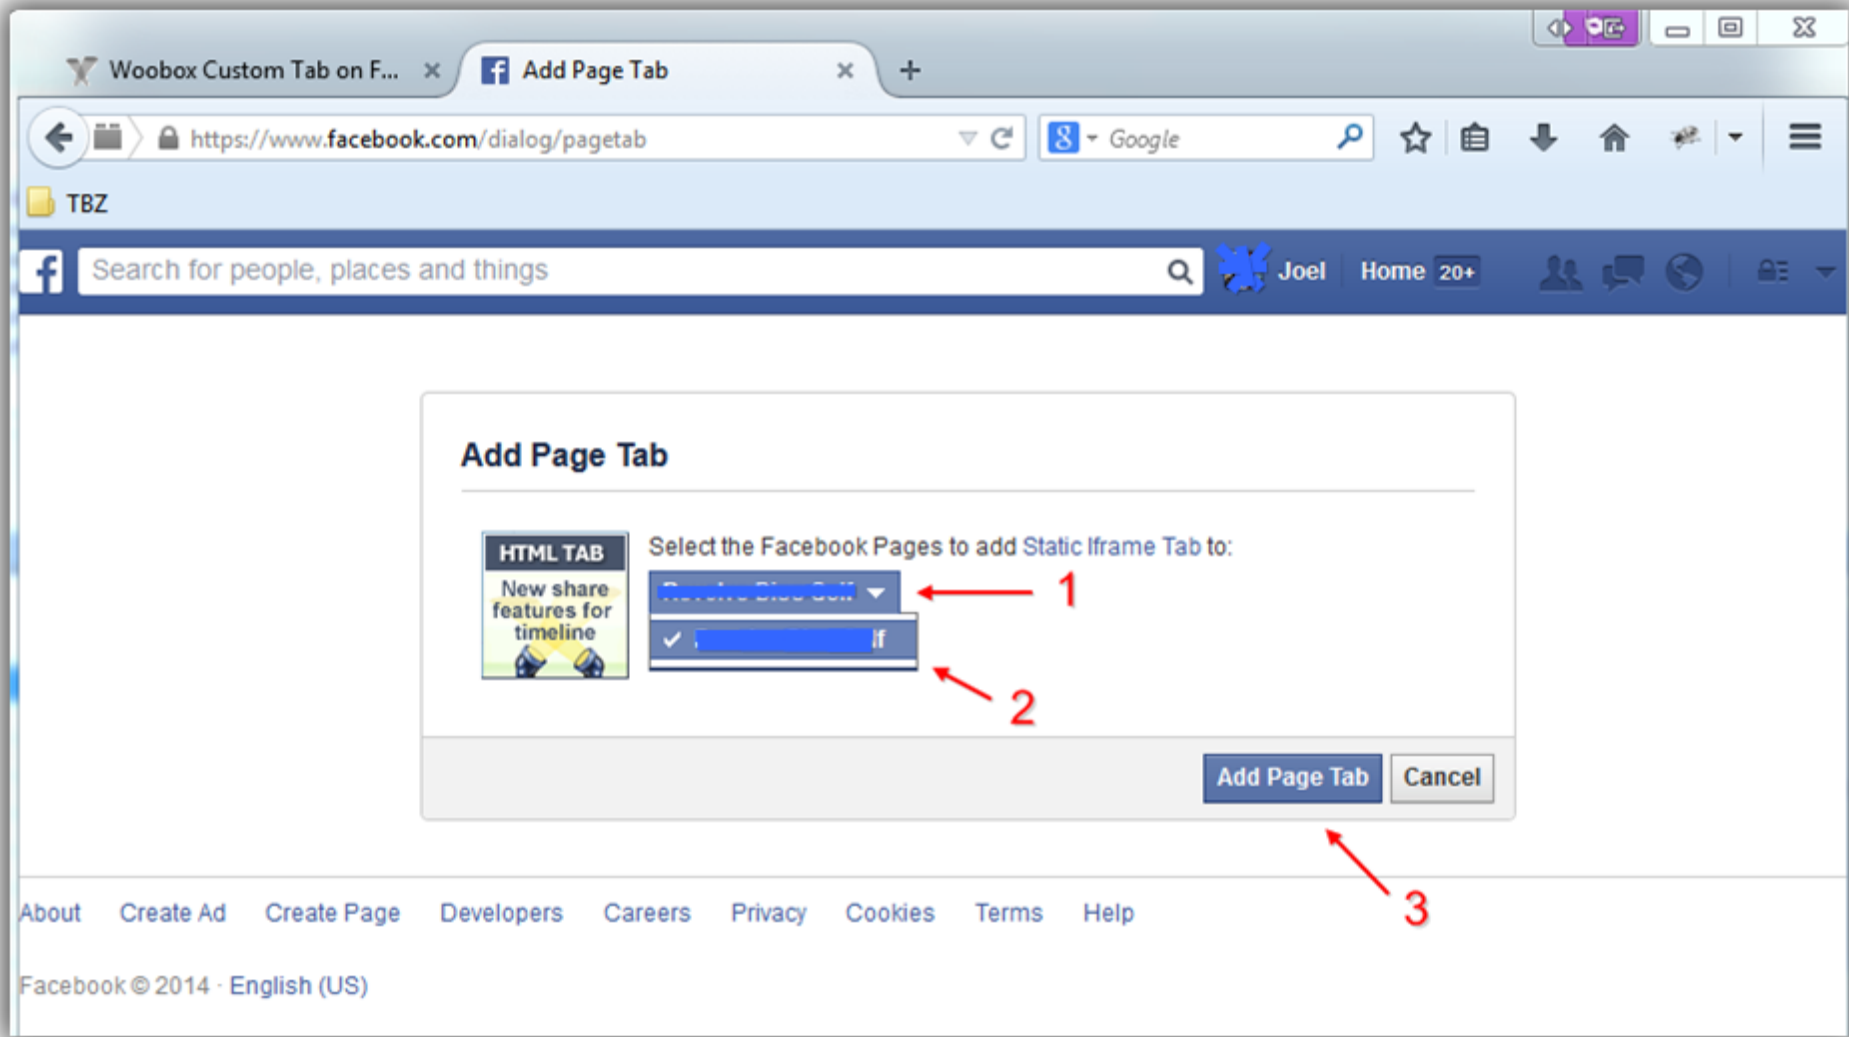 Woobox Custom Tab on F...
Add Page Tab
https://www.facebook.com/dialog/pagetab
Google
TBZ
Search for people, places and things
Joel
Home 20+
Add Page Tab
HTML TAB
New share
features for
timeline
Select the Facebook Pages to add Static Iframe Tab to:
1
lf
2
Add Page Tab
Cancel
3
About Create Ad Create Page Developers Careers Privacy Cookies Terms Help
Facebook © 2014 · English (US)